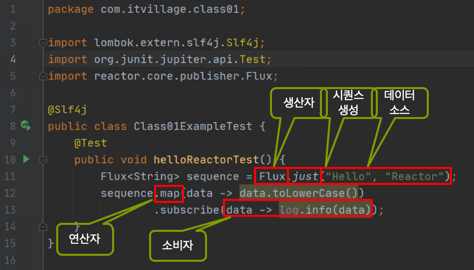 1 package com.itvillage.class01;
2
3 import lombok.extern.slf4j.Slf4j;
4 import org.junit.jupiter.api.Test;
5 import reactor.core.publisher.Flux;
6
생산자 시퀀스 생성 데이터 소스
7 @Slf4j
8 public class Class01ExampleTest {
9 @Test
10 public void helloReactorTest() {
11 Flux<String> sequence = Flux.just("Hello", "Reactor");
12 sequence.map(data -> data.toLowerCase())
13 .subscribe(data -> log.info(data));
14 }
15 }
16
연산자
소비자